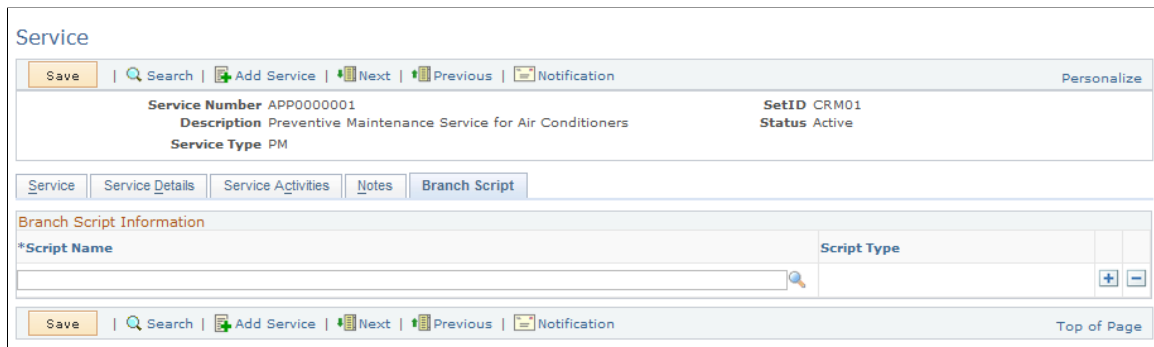 Service
Save | Search | Add Service | Next | Previous | Notification Personalize
Service Number APP0000001 SetID CRM01
Description Preventive Maintenance Service for Air Conditioners Status Active
Service Type PM
Service Service Details Service Activities Notes Branch Script
Branch Script Information
*Script Name Script Type
Save | Search | Add Service | Next | Previous | Notification Top of Page